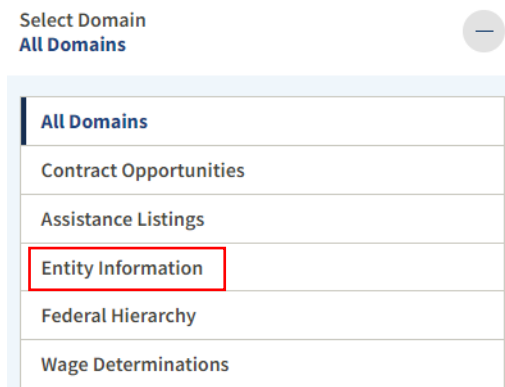 Select Domain
All Domains
All Domains
Contract Opportunities
Assistance Listings
Entity Information
Federal Hierarchy
Wage Determinations